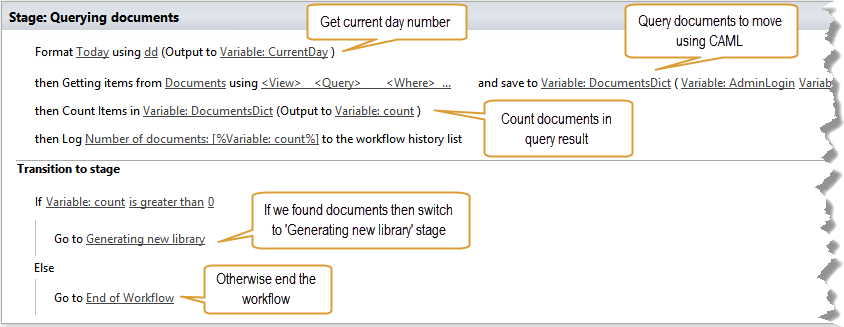 Stage: Querying documents
Get current day number
Query documents to move
using CAML
Format Today using dd (Output to Variable: CurrentDay )
then Getting items from Documents using <View> <Query> <Where> ... and save to Variable: DocumentsDict ( Variable: AdminLogin
then Count Items in Variable: DocumentsDict (Output to Variable: count )
Count documents in
query result
then Log Number of documents: [%Variable: count%] to the workflow history list
Transition to stage
If Variable: count is greater than 0
If we found documents then switch
to 'Generating new library' stage
Go to Generating new library
Else
Otherwise end the
workflow
Go to End of Workflow